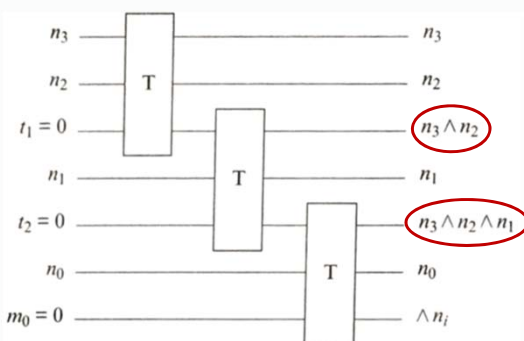 n₃ n₃
n₂ T n₂
t₁ = 0 n₃ ∧ n₂
n₁ T n₁
t₂ = 0 n₃ ∧ n₂ ∧ n₁
n₀ T n₀
m₀ = 0 ∧ nᵢ